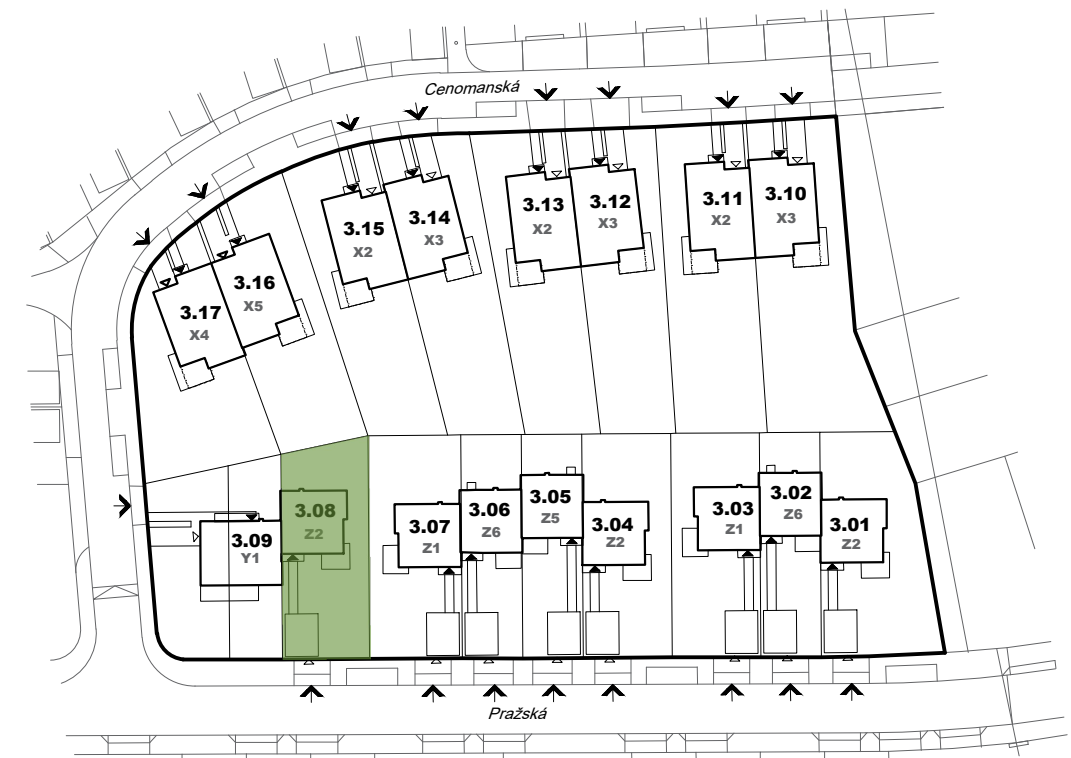 Cenomanská
3.17
X4
3.16
X5
3.15
X2
3.14
X3
3.13
X2
3.12
X3
3.11
X2
3.10
X3
3.09
Y1
3.08
Z2
3.07
Z1
3.06
Z6
3.05
Z5
3.04
Z2
3.03
Z1
3.02
Z6
3.01
Z2
Pražská